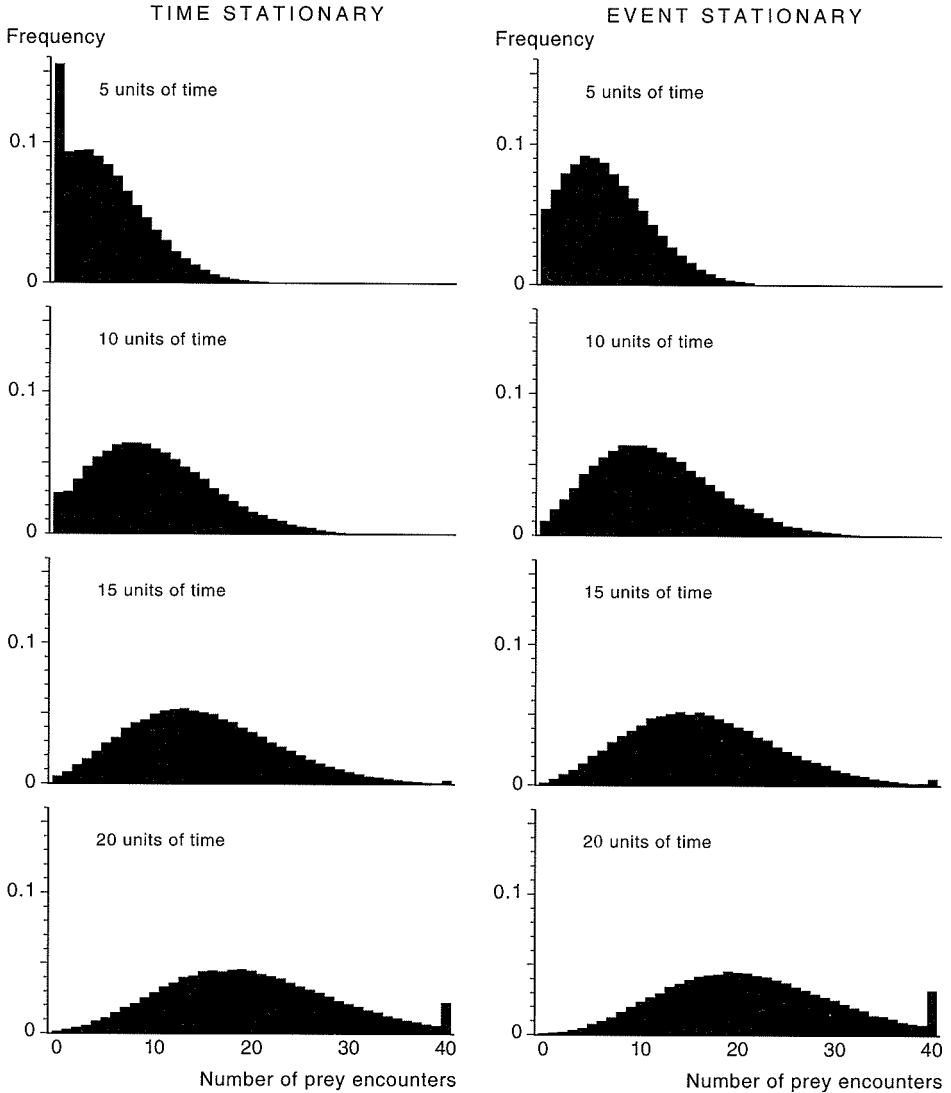 TIME STATIONARY
Frequency
5 units of time
0.1
0
10 units of time
0.1
0
15 units of time
0.1
0
20 units of time
0.1
0
0 10 20 30 40
Number of prey encounters
EVENT STATIONARY
Frequency
5 units of time
0.1
0
10 units of time
0.1
0
15 units of time
0.1
0
20 units of time
0.1
0
0 10 20 30 40
Number of prey encounters